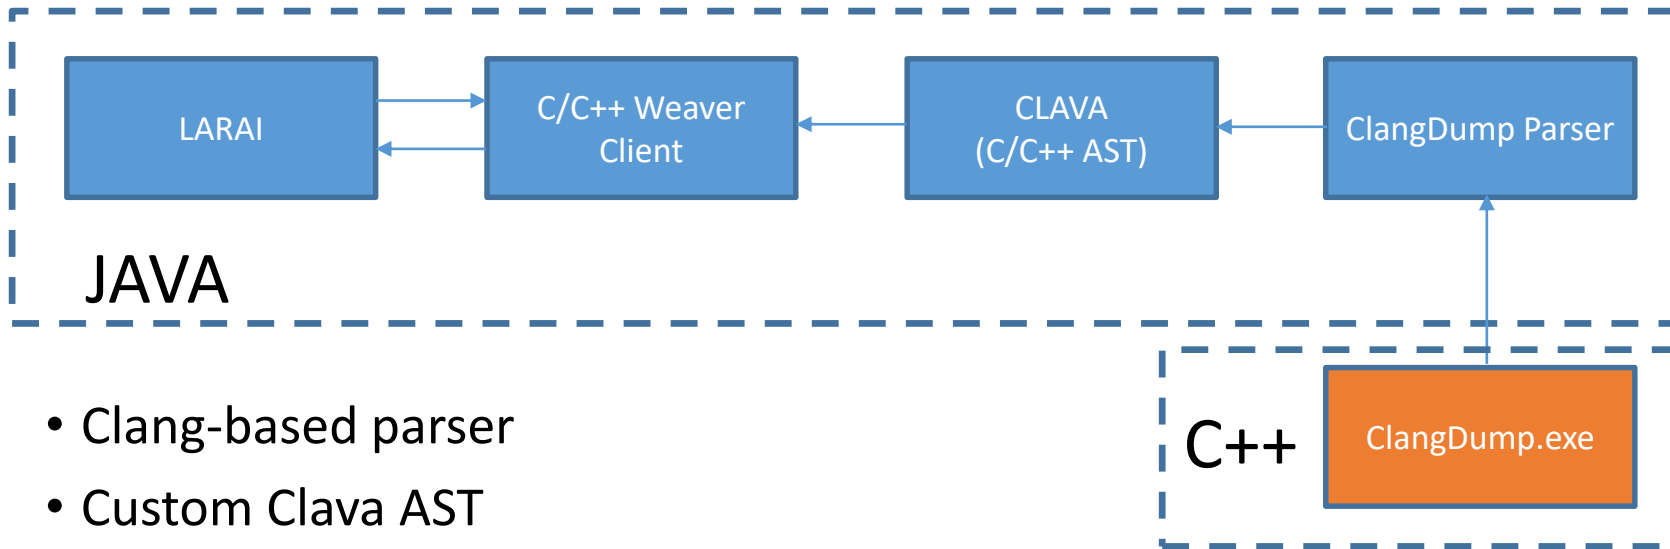 LARAI
C/C++ Weaver
Client
CLAVA
(C/C++ AST)
ClangDump Parser
JAVA
• Clang-based parser
• Custom Clava AST
C++
ClangDump.exe